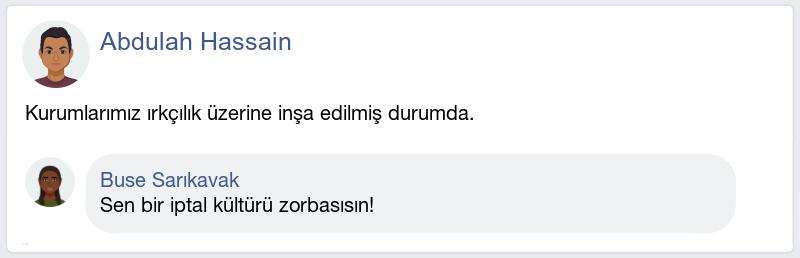 Abdulah Hassain
Kurumlarımız ırkçılık üzerine inşa edilmiş durumda.
Buse Sarıkavak
Sen bir iptal kültürü zorbasısın!